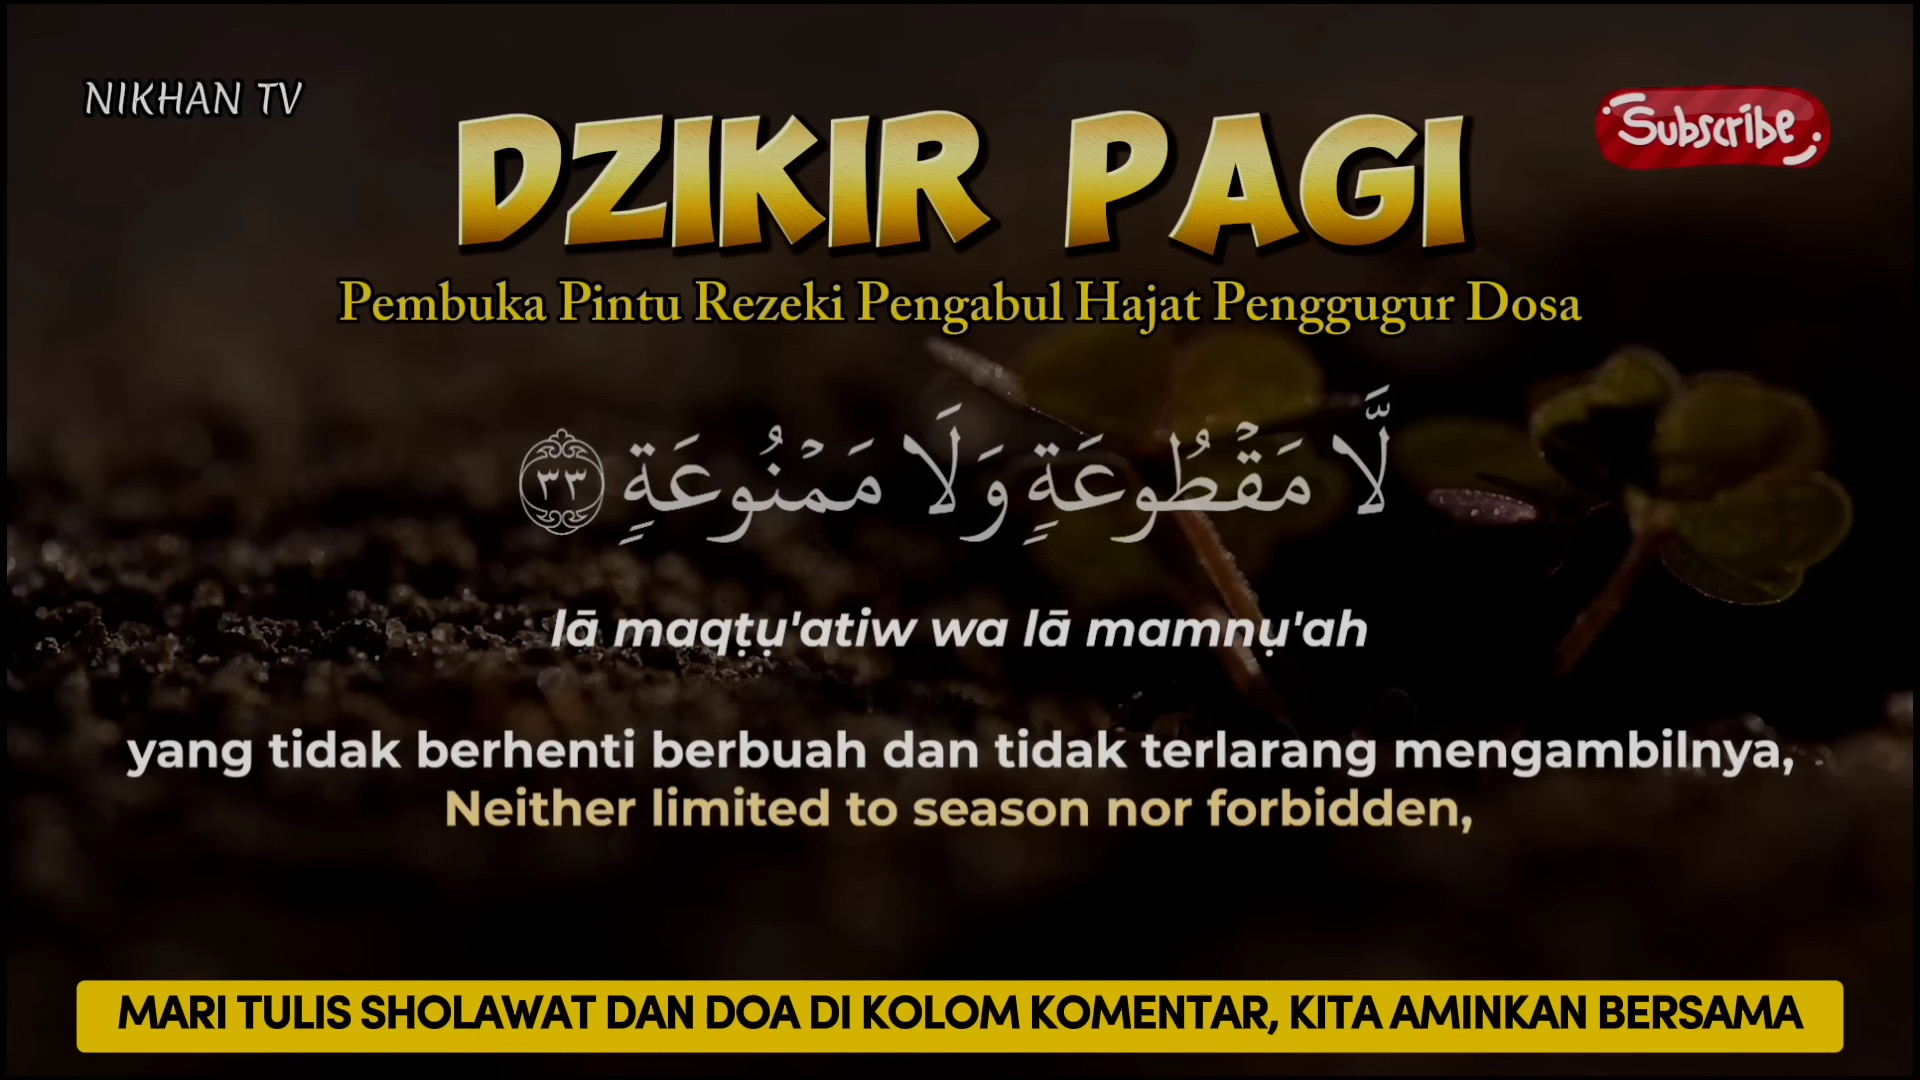 NIKHAN TV
Subscribe
DZIKIR PAGI
Pembuka Pintu Rezeki Pengabul Hajat Penggugur Dosa
لَّا مَقْطُوعَةٍ وَلَا مَمْنُوعَةٍ ٣٣
lā maqṭụ'atiw wa lā mamnụ'ah
yang tidak berhenti berbuah dan tidak terlarang mengambilnya,
Neither limited to season nor forbidden,
MARI TULIS SHOLAWAT DAN DOA DI KOLOM KOMENTAR, KITA AMINKAN BERSAMA